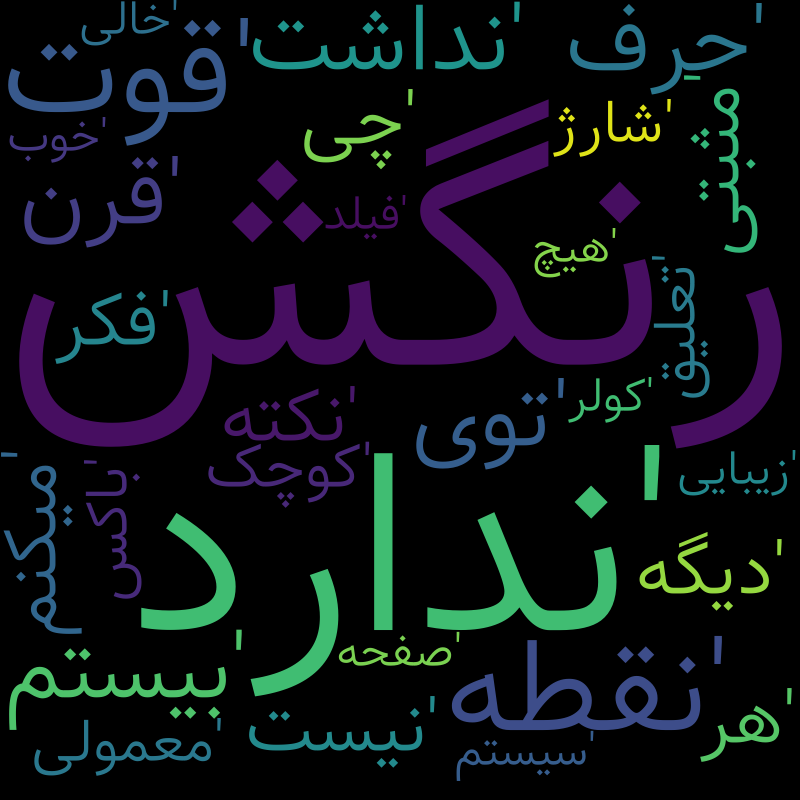 'خالی
'قوت
'نداشت
'حرف
'چی
'شارژ
مثبتی'
'خوب
'قرن
'فیلد
رنگش
'هیچ
'تعلیق
'فکر
'کولر
'توی
'نکته
'کوچک
'زیبایی
'میکنم
'باکس
'ندارد
'دیگه
'صفحه
'بیستم
'نقطه
'هر
'نیست
'معمولی
'سیستم